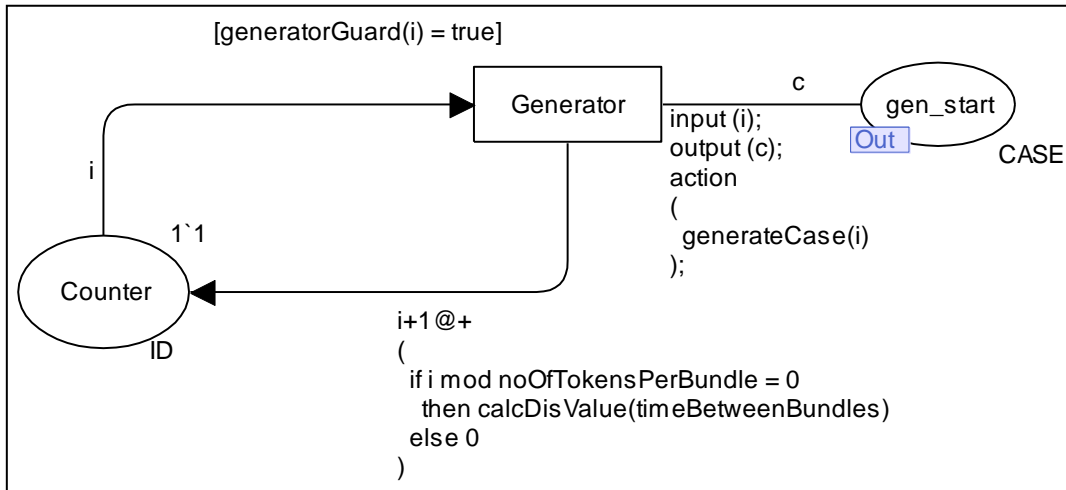 [generatorGuard(i) = true]
Generator
c
gen_start
Out
CASE
input (i);
output (c);
action
(
generateCase(i)
);
i
1`1
Counter
ID
i+1@+
(
if i mod noOfTokensPerBundle = 0
then calcDisValue(timeBetweenBundles)
else 0
)